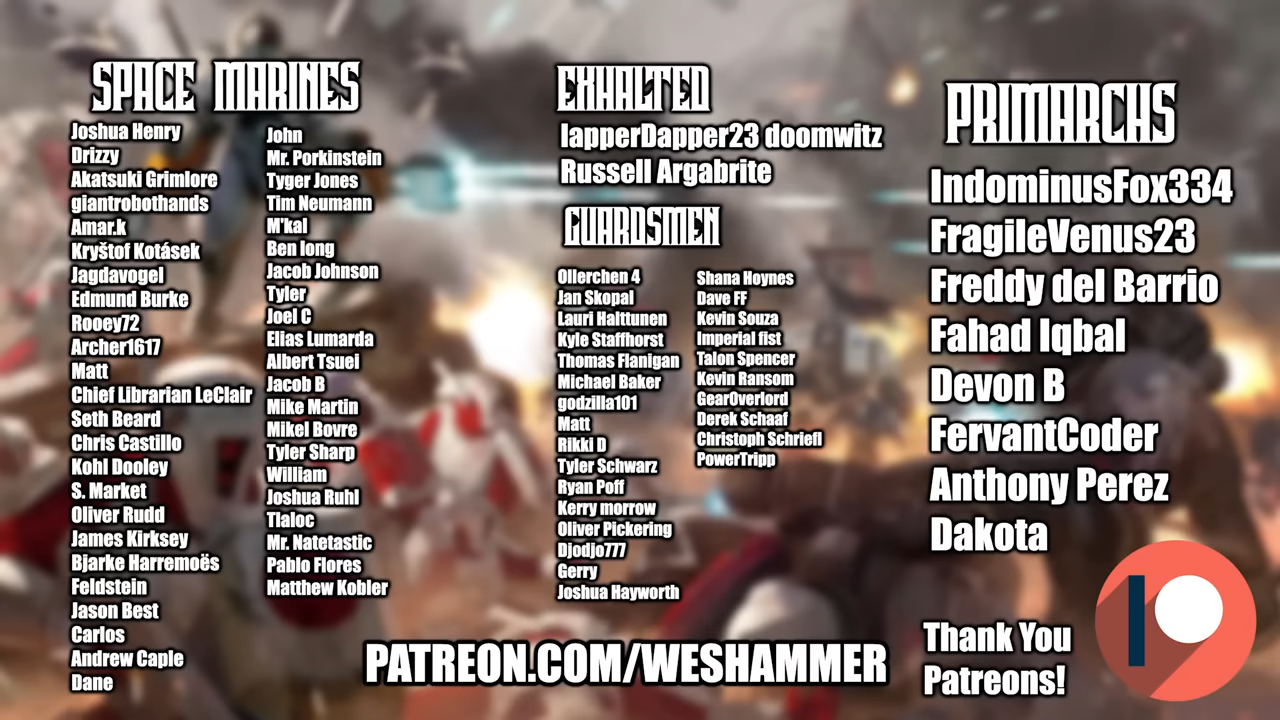 SPACE MARINES
Joshua Henry
Drizzy
Akatsuki Grimlore
giantrobothands
Amar.k
Kryštof Kotásek
Jagdavogel
Edmund Burke
Rooey72
Archer1617
Matt
Chief Librarian LeClair
Seth Beard
Chris Castillo
Kohl Dooley
S. Market
Oliver Rudd
James Kirksey
Bjarke Harremoës
Feldstein
Jason Best
Carlos
Andrew Caple
Dane
John
Mr. Porkinstein
Tyger Jones
Tim Neumann
M'kal
Ben long
Jacob Johnson
Tyler
Joel C
Elias Lumarda
Albert Tsuei
Jacob B
Mike Martin
Mikel Bovre
Tyler Sharp
William
Joshua Ruhl
Tlaloc
Mr. Natetastic
Pablo Flores
Matthew Kobler
EXHALTED
IapperDapper23 doomwitz
Russell Argabrite
GUARDSMEN
Ollerchen 4
Jan Skopal
Lauri Halttunen
Kyle Staffhorst
Thomas Flanigan
Michael Baker
godzilla101
Matt
Rikki D
Tyler Schwarz
Ryan Poff
Kerry morrow
Oliver Pickering
Djodjo777
Gerry
Joshua Hayworth
Shana Hoynes
Dave FF
Kevin Souza
Imperial fist
Talon Spencer
Kevin Ransom
GearOverlord
Derek Schaaf
Christoph Schriefl
PowerTripp
PRIMARCHS
IndominusFox334
FragileVenus23
Freddy del Barrio
Fahad Iqbal
Devon B
FervantCoder
Anthony Perez
Dakota
PATREON.COM/WESHAMMER
Thank You
Patreons!